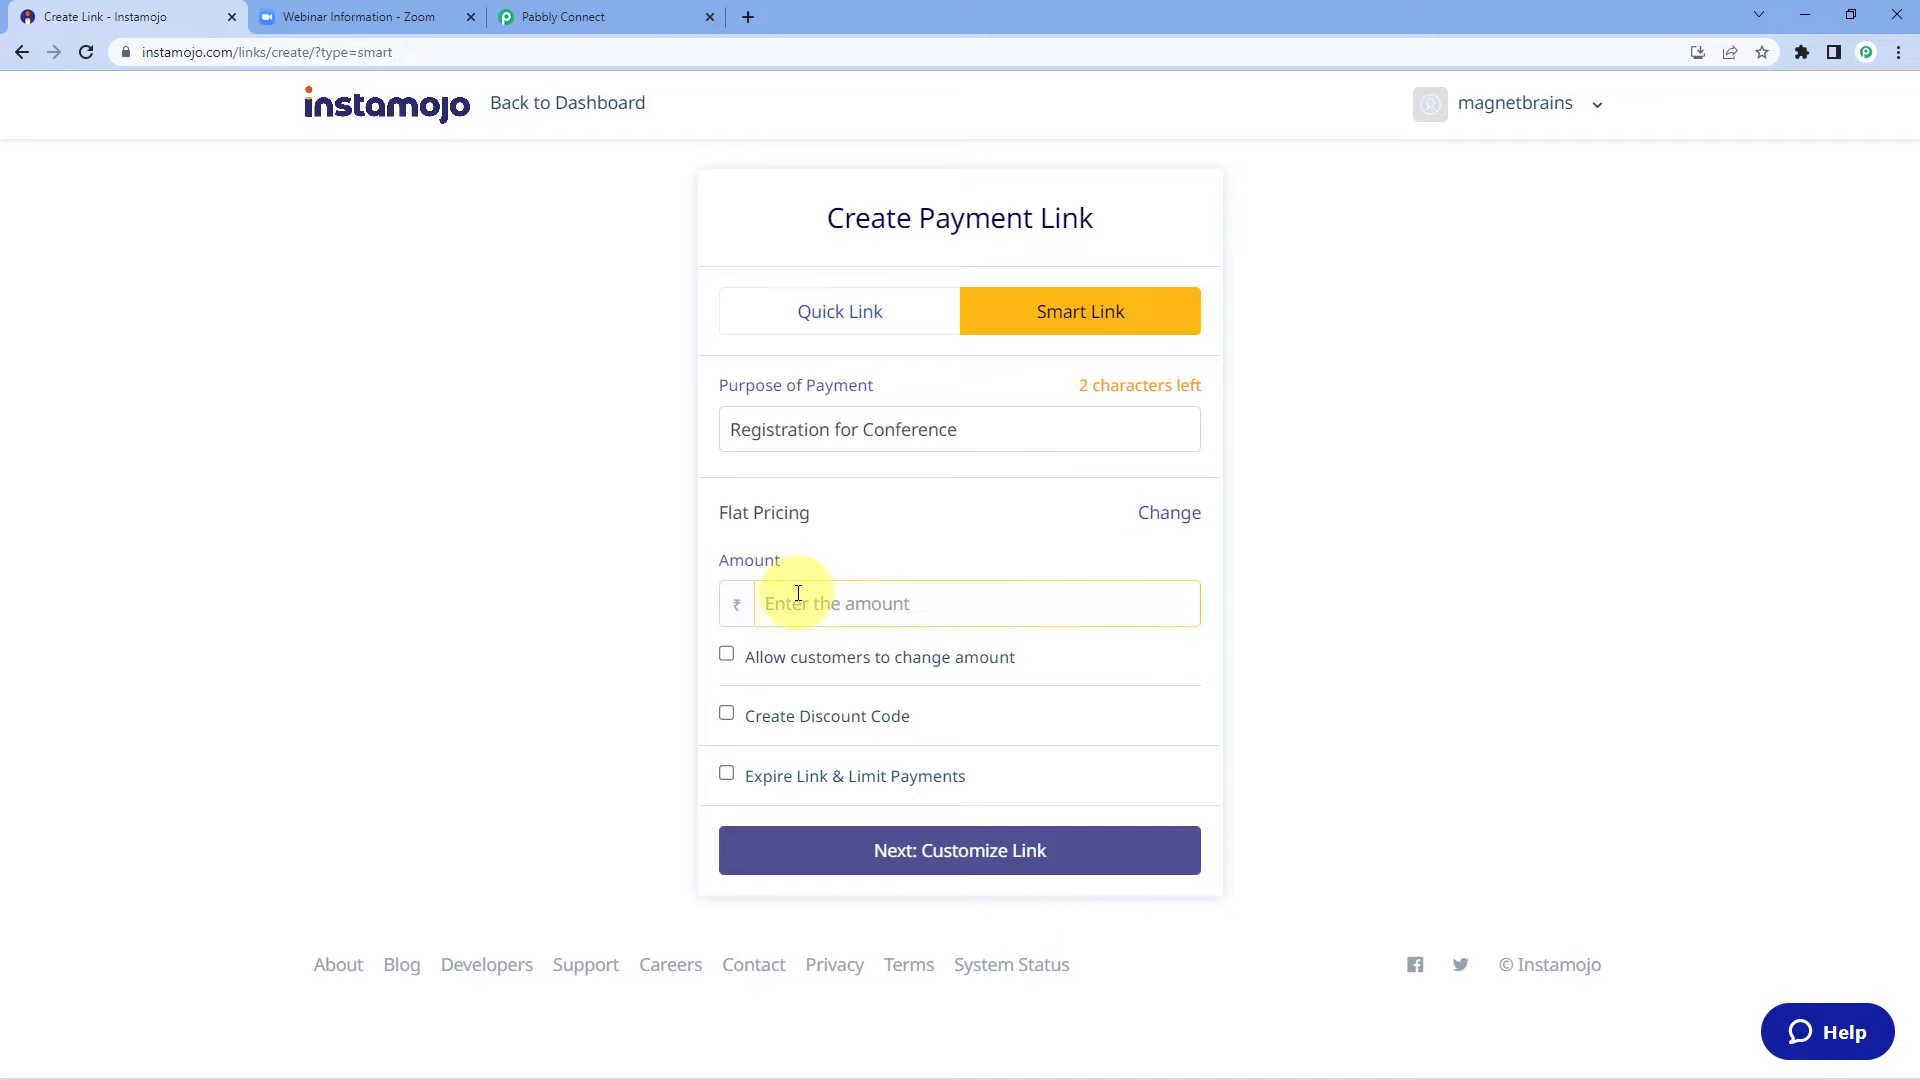 Create Link - Instamojo
Webinar Information - Zoom
Pabbly Connect
instamojo.com/links/create/?type=smart
instamojo Back to Dashboard
magnetbrains
Create Payment Link
Quick Link
Smart Link
Purpose of Payment
2 characters left
Registration for Conference
Flat Pricing
Change
Amount
₹ Enter the amount
Allow customers to change amount
Create Discount Code
Expire Link & Limit Payments
Next: Customize Link
About Blog Developers Support Careers Contact Privacy Terms System Status
© Instamojo
Help